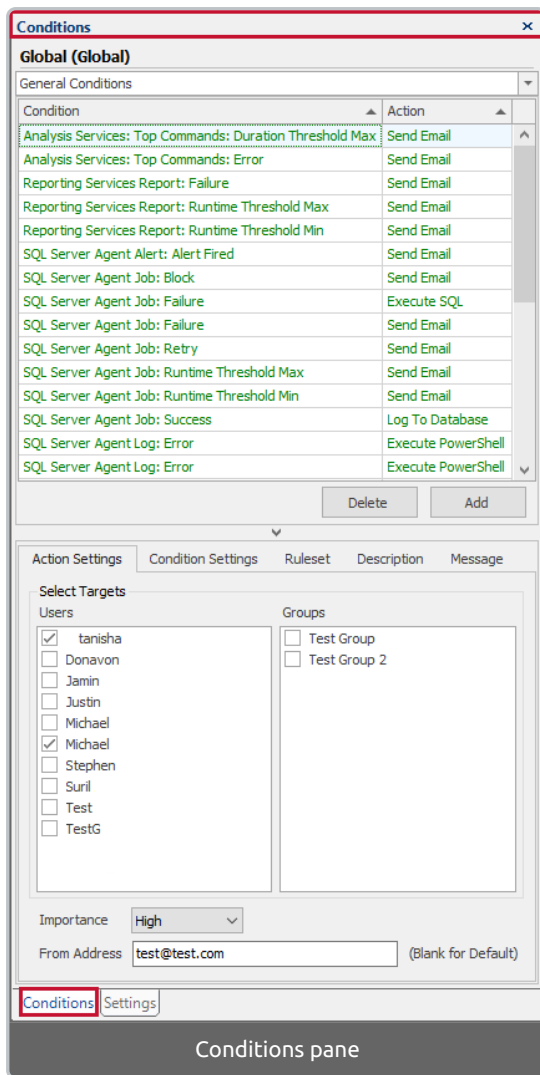 Conditions
Global (Global)
General Conditions
Condition Action
Analysis Services: Top Commands: Duration Threshold Max Send Email
Analysis Services: Top Commands: Error Send Email
Reporting Services Report: Failure Send Email
Reporting Services Report: Runtime Threshold Max Send Email
Reporting Services Report: Runtime Threshold Min Send Email
SQL Server Agent Alert: Alert Fired Send Email
SQL Server Agent Job: Block Send Email
SQL Server Agent Job: Failure Execute SQL
SQL Server Agent Job: Failure Send Email
SQL Server Agent Job: Retry Send Email
SQL Server Agent Job: Runtime Threshold Max Send Email
SQL Server Agent Job: Runtime Threshold Min Send Email
SQL Server Agent Job: Success Log To Database
SQL Server Agent Log: Error Execute PowerShell
SQL Server Agent Log: Error Execute PowerShell
Delete Add
Action Settings Condition Settings Ruleset Description Message
Select Targets
Users Groups
tanisha Test Group
Donavon Test Group 2
Jamin
Justin
Michael
Michael
Stephen
Suril
Test
TestG
Importance High
From Address test@test.com (Blank for Default)
Conditions Settings
Conditions pane